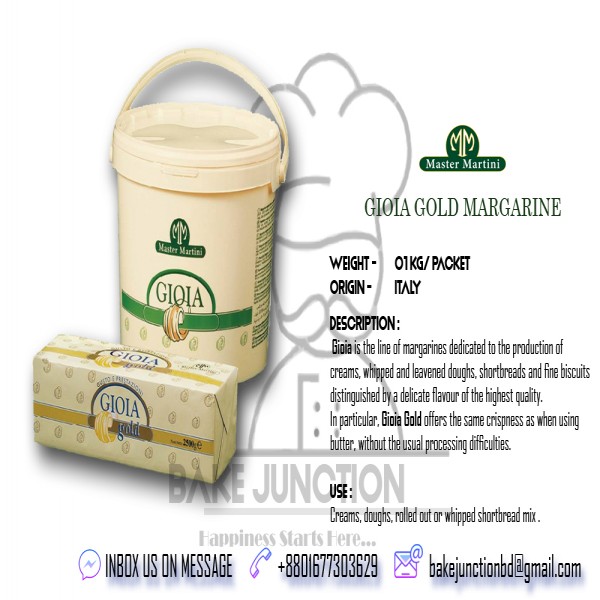 Master Martini
GIOIA GOLD MARGARINE
WEIGHT - 01 KG/ PACKET
ORIGIN - ITALY
DESCRIPTION :
Gioia is the line of margarines dedicated to the production of
creams, whipped and leavened doughs, shortbreads and fine biscuits
distinguished by a delicate flavour of the highest quality.
In particular, Gioia Gold offers the same crispness as when using
butter, without the usual processing difficulties.
USE :
Creams, doughs, rolled out or whipped shortbread mix .
Master Martini
GIOIA
GIOIA
gold
GIOIA
gold
2500g ℮
BAKE JUNCTION
Happiness Starts Here...
INBOX US ON MESSAGE
+8801677303629
bakejunctionbd@gmail.com